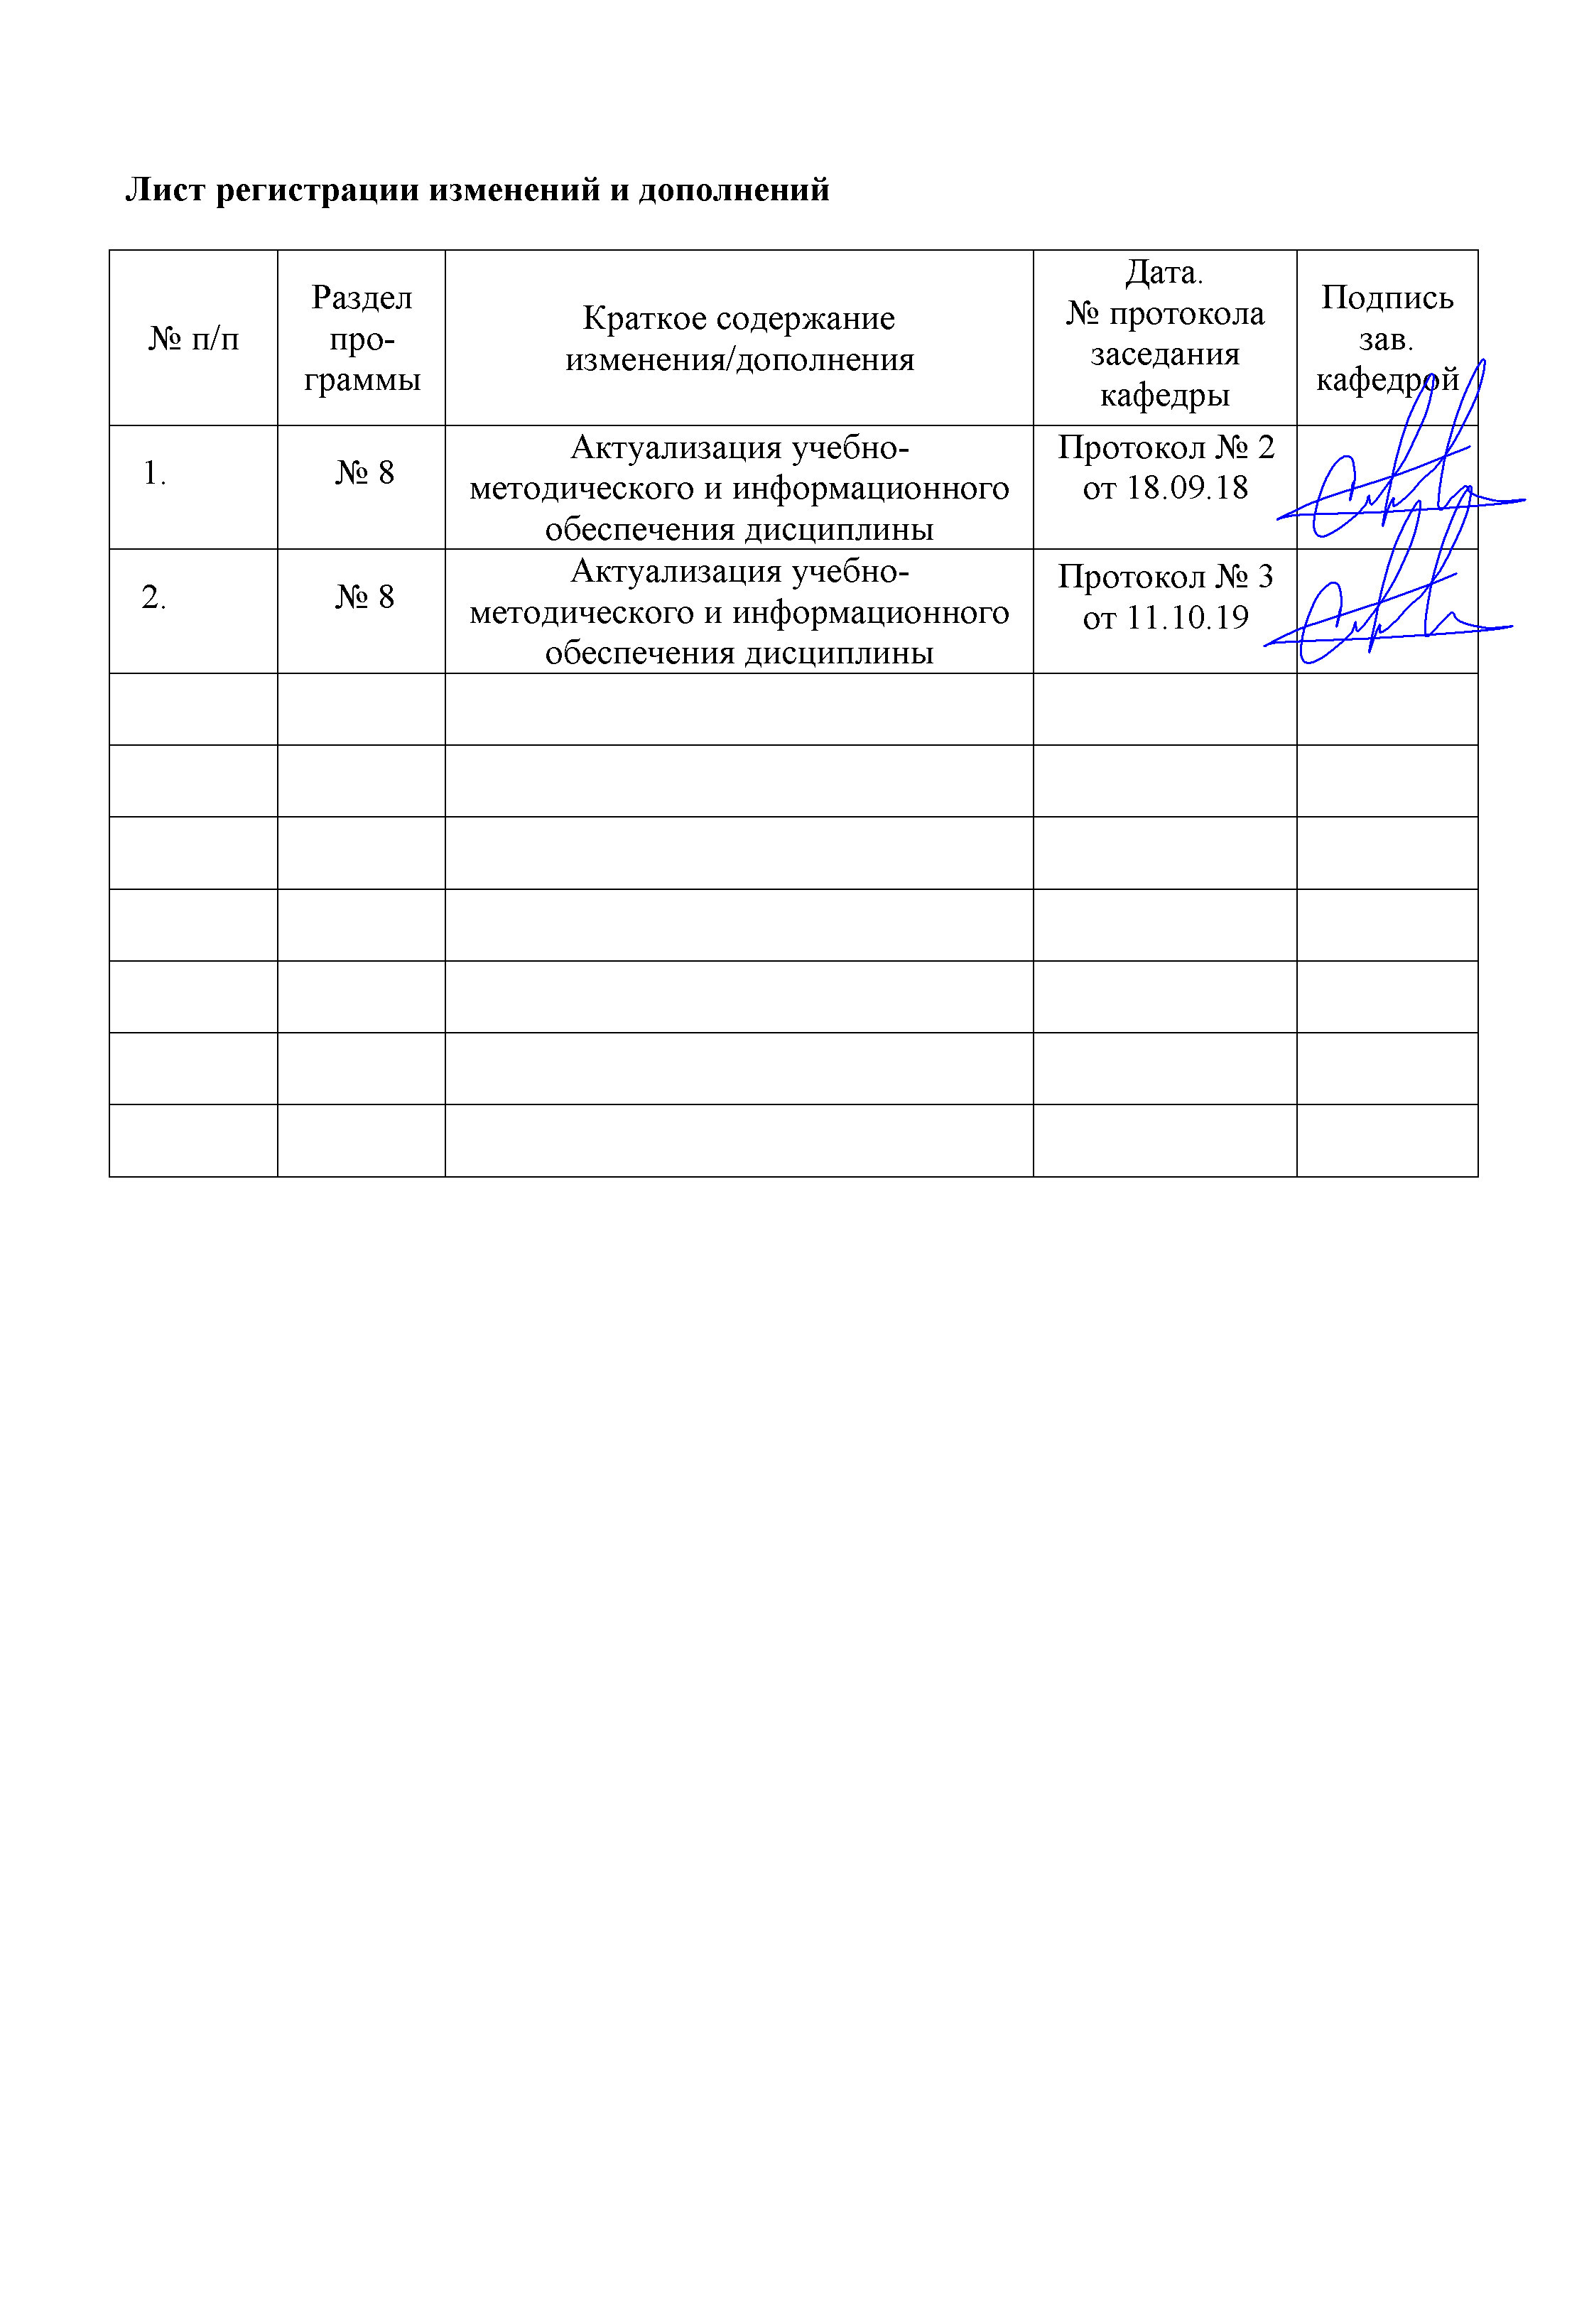 Лист регистрации изменений и дополнений
№ п/п
Раздел
про-
граммы
Краткое содержание
изменения/дополнения
Дата.
№ протокола
заседания
кафедры
Подпись
зав.
кафедрой
1.
№ 8
Актуализация учебно-
методического и информационного
обеспечения дисциплины
Протокол № 2
от 18.09.18
2.
№ 8
Актуализация учебно-
методического и информационного
обеспечения дисциплины
Протокол № 3
от 11.10.19